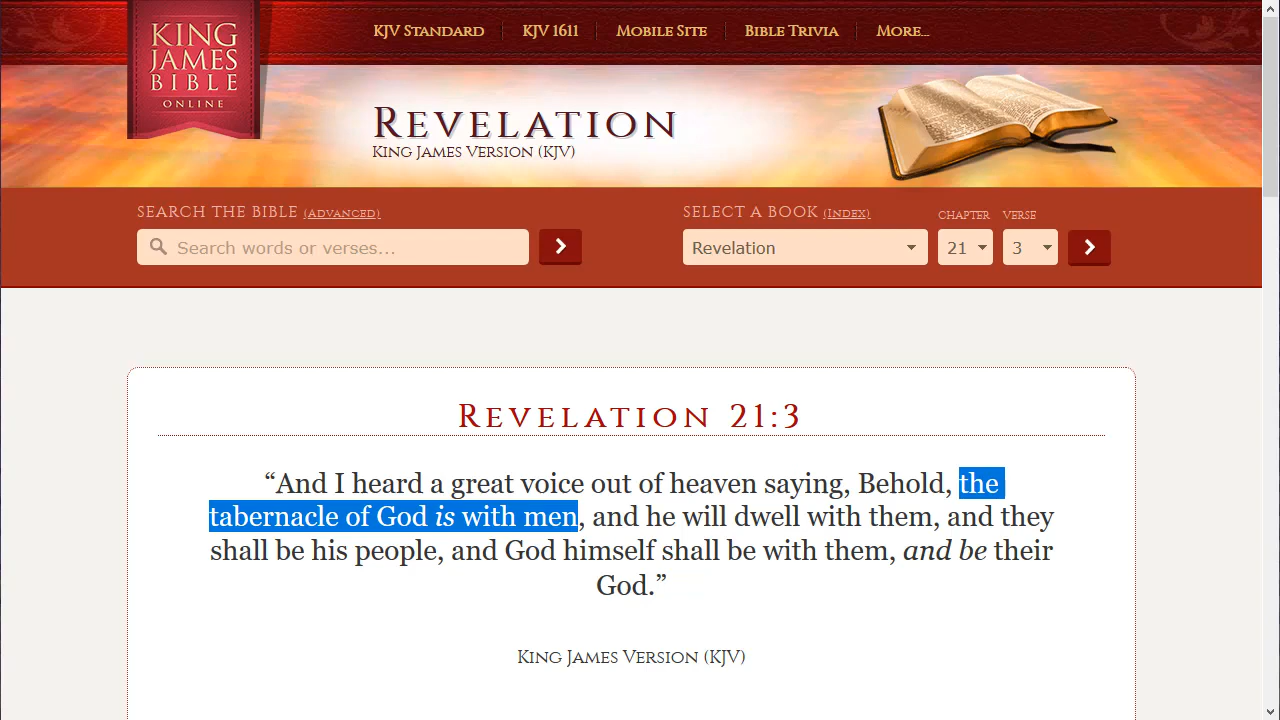 KING
JAMES
BIBLE
ONLINE
KJV Standard KJV 1611 Mobile Site Bible Trivia More...
Revelation
King James Version (KJV)
Search the Bible (Advanced)
Search words or verses...
Select a Book (Index) Chapter Verse
Revelation 21 3
Revelation 21:3
“And I heard a great voice out of heaven saying, Behold, the
tabernacle of God is with men, and he will dwell with them, and they
shall be his people, and God himself shall be with them, and be their
God.”
King James Version (KJV)